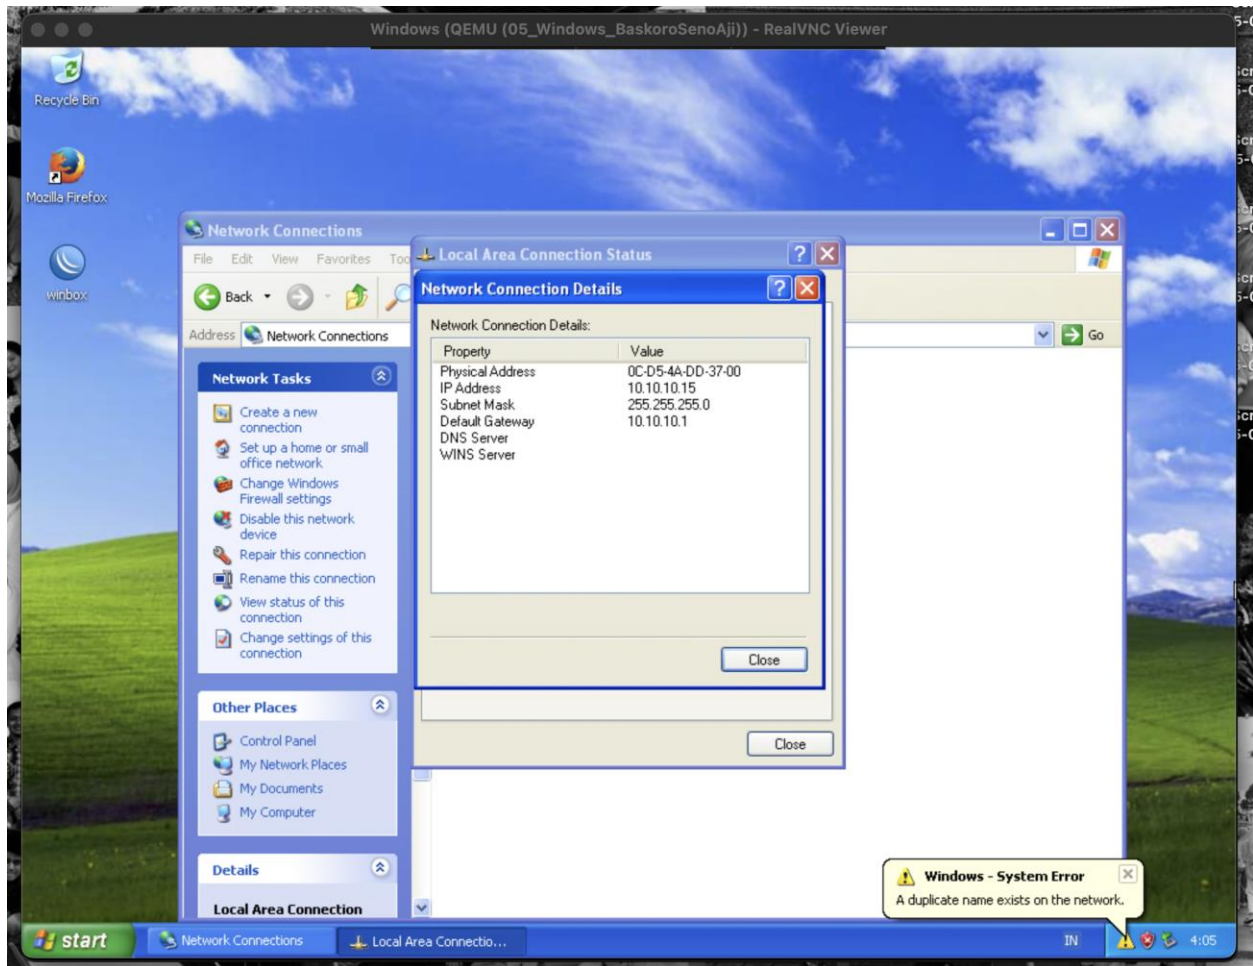 Windows (QEMU (05_Windows_BaskoroSenoAji)) - RealVNC Viewer
Recycle Bin
Mozilla Firefox
winbox
Network Connections
File Edit View Favorites Too
Back
Address Network Connections
Go
Network Tasks
Create a new
connection
Set up a home or small
office network
Change Windows
Firewall settings
Disable this network
device
Repair this connection
Rename this connection
View status of this
connection
Change settings of this
connection
Other Places
Control Panel
My Network Places
My Documents
My Computer
Details
Local Area Connection
Local Area Connection Status
Network Connection Details
Network Connection Details:
Property Value
Physical Address 0C-D5-4A-DD-37-00
IP Address 10.10.10.15
Subnet Mask 255.255.255.0
Default Gateway 10.10.10.1
DNS Server
WINS Server
Close
Close
Windows - System Error
A duplicate name exists on the network.
start Network Connections Local Area Connectio... IN 4:05